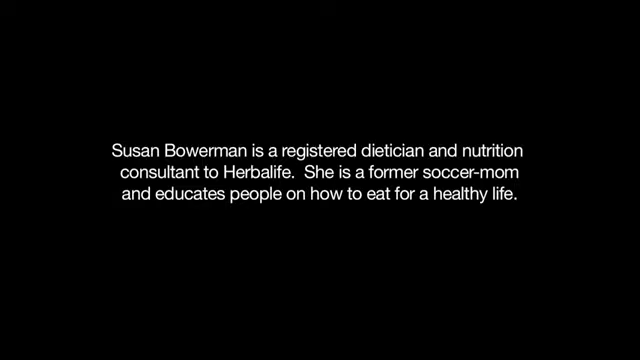 Susan Bowerman is a registered dietician and nutrition
consultant to Herbalife.  She is a former soccer-mom
and educates people on how to eat for a healthy life.